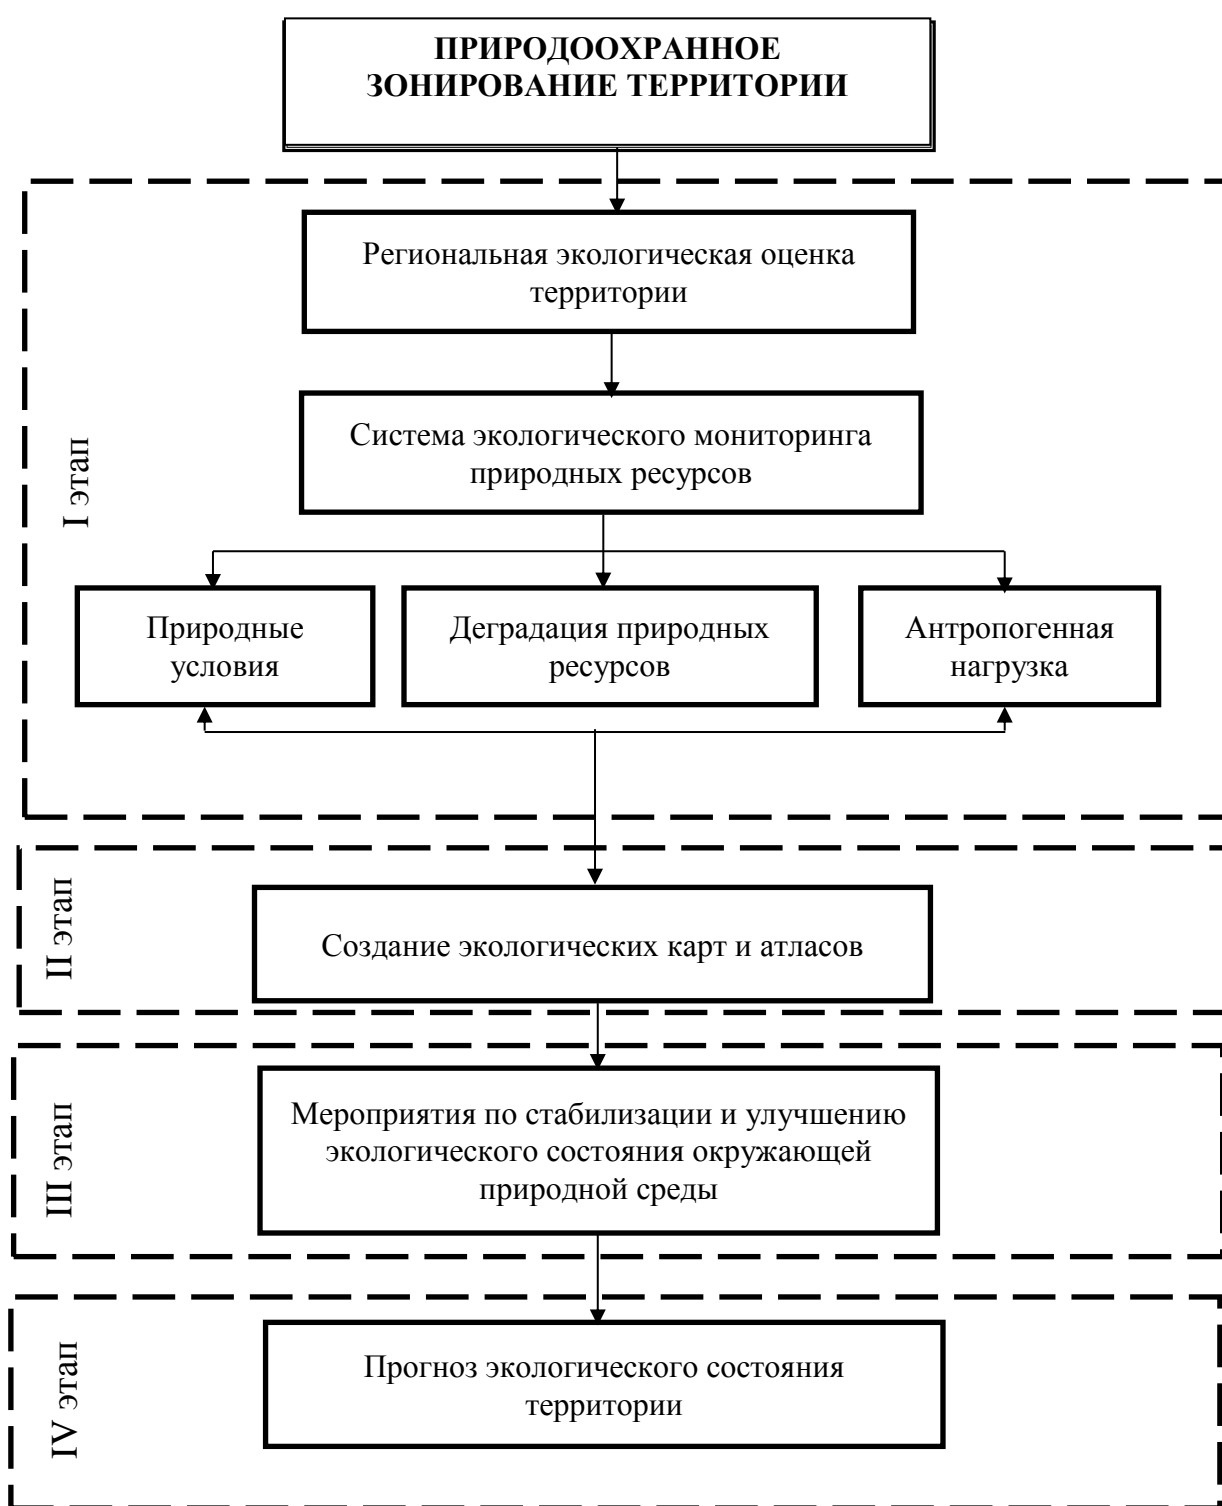 ПРИРОДООХРАННОЕ
ЗОНИРОВАНИЕ ТЕРРИТОРИИ
I этап
Региональная экологическая оценка
территории
Система экологического мониторинга
природных ресурсов
Природные
условия
Деградация природных
ресурсов
Антропогенная
нагрузка
II этап
Создание экологических карт и атласов
III этап
Мероприятия по стабилизации и улучшению
экологического состояния окружающей
природной среды
IV этап
Прогноз экологического состояния
территории